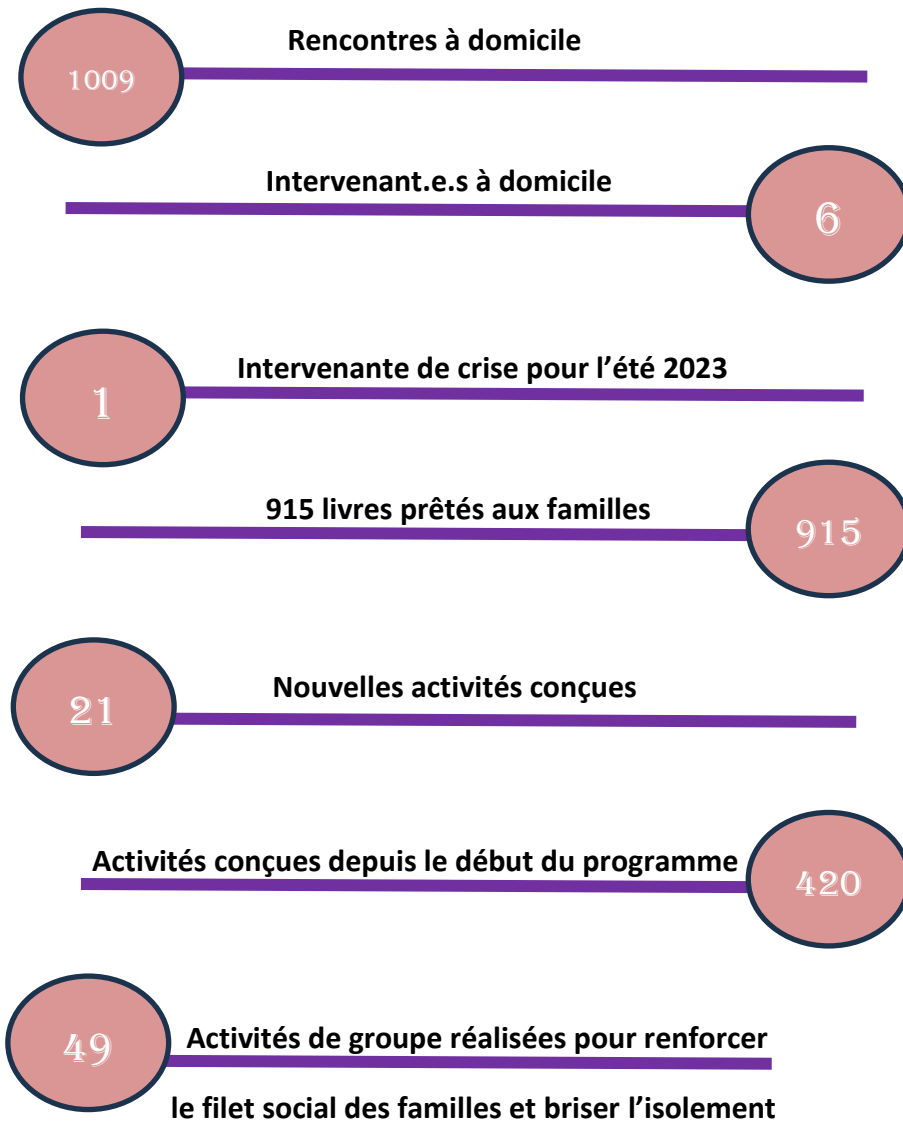 Rencontres à domicile
1009
Intervenant.e.s à domicile
6
Intervenante de crise pour l’été 2023
1
915 livres prêtés aux familles
915
Nouvelles activités conçues
21
Activités conçues depuis le début du programme
420
49
Activités de groupe réalisées pour renforcer
le filet social des familles et briser l’isolement